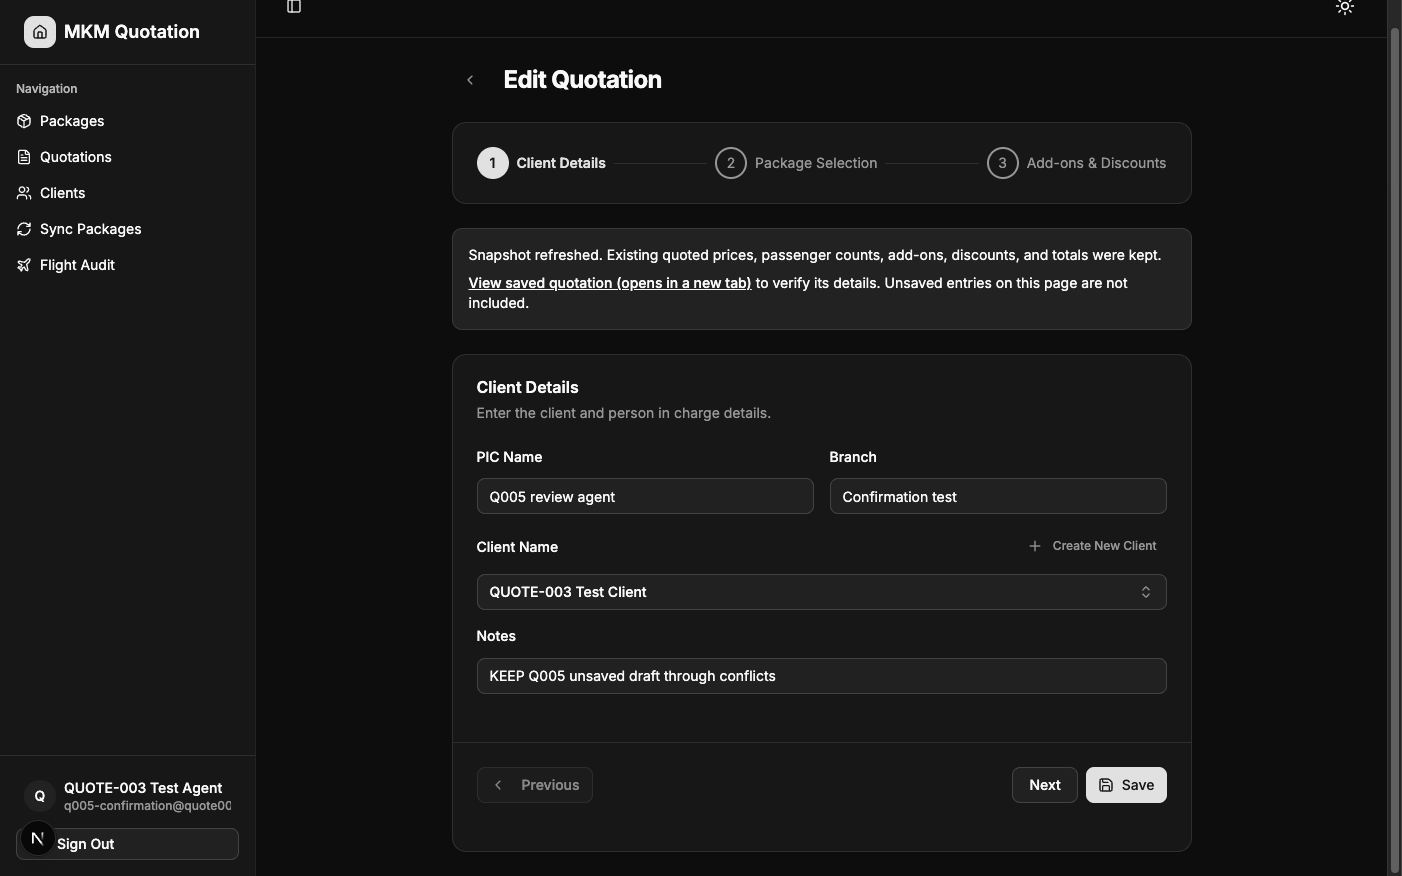 MKM Quotation
Navigation
Packages
Quotations
Clients
Sync Packages
Flight Audit
QUOTE-003 Test Agent
q005-confirmation@quote00
N
Q
Sign Out
Edit Quotation
1 Client Details
2 Package Selection
3 Add-ons & Discounts
Snapshot refreshed. Existing quoted prices, passenger counts, add-ons, discounts, and totals were kept.
View saved quotation (opens in a new tab) to verify its details. Unsaved entries on this page are not
included.
Client Details
Enter the client and person in charge details.
PIC Name
Q005 review agent
Branch
Confirmation test
Client Name
Create New Client
QUOTE-003 Test Client
Notes
KEEP Q005 unsaved draft through conflicts
Previous
Next
Save